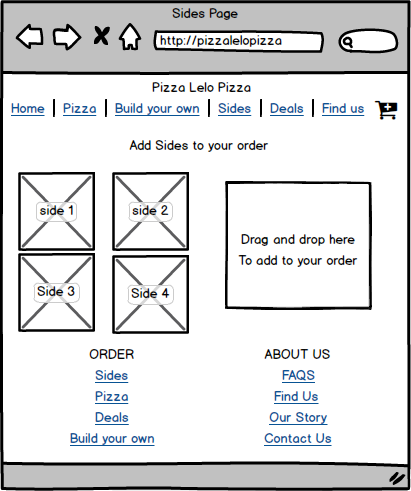 Sides Page
http://pizzalelopizza
Pizza Lelo Pizza
Home Pizza Build your own Sides Deals Find us
Add Sides to your order
side 1 side 2
Side 3 Side 4
Drag and drop here
To add to your order
ORDER ABOUT US
Sides FAQS
Pizza Find Us
Deals Our Story
Build your own Contact Us